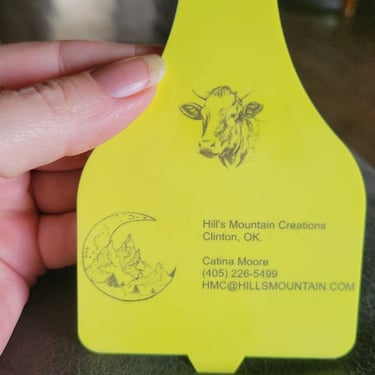 Hill's Mountain Creations
Clinton, OK.
Catina Moore
(405) 226-5499
HMC@HILLSMOUNTAIN.COM